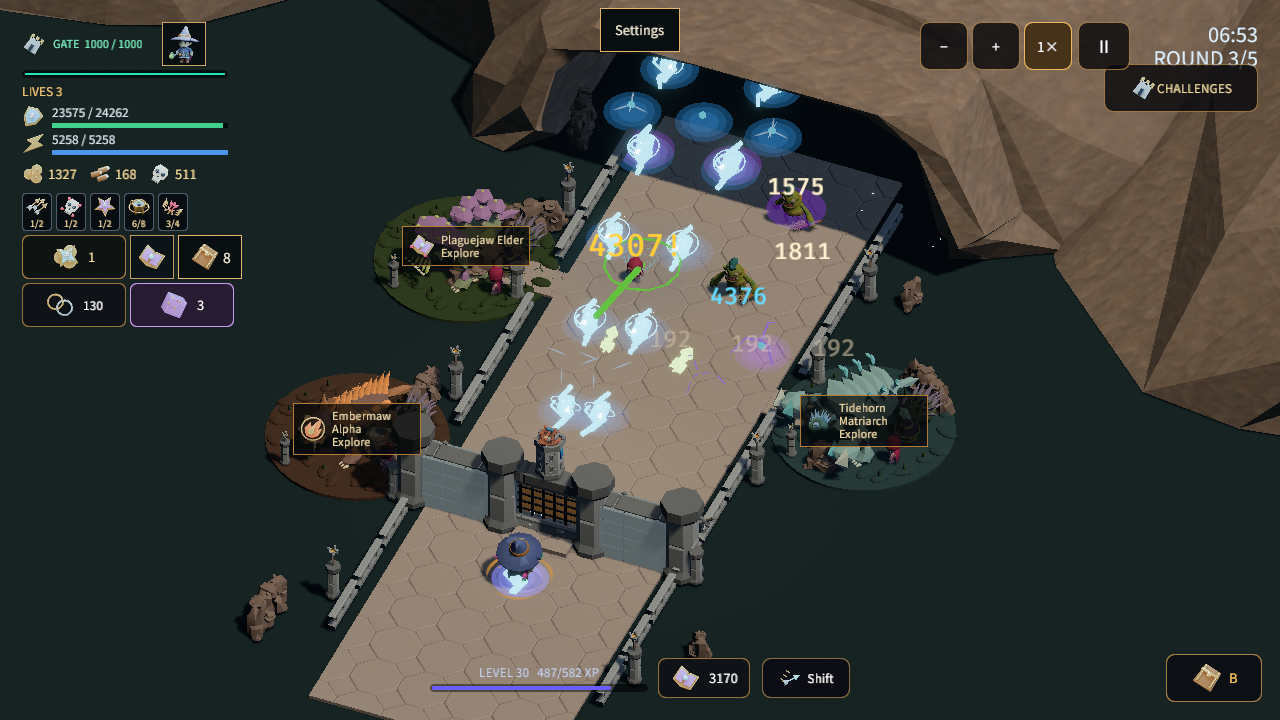 GATE 1000 / 1000
Settings
−
+
1×
06:53
ROUND 3/5
CHALLENGES
LIVES 3
23575 / 24262
5258 / 5258
1327
168
511
1/2
1/2
1/2
6/8
3/4
1
8
130
3
Plaguejaw Elder
Explore
43071!
1575
1811
4376
192
192
192
Embermaw
Alpha
Explore
Tidehorn
Matriarch
Explore
LEVEL 30 487/582 XP
3170
Shift
B